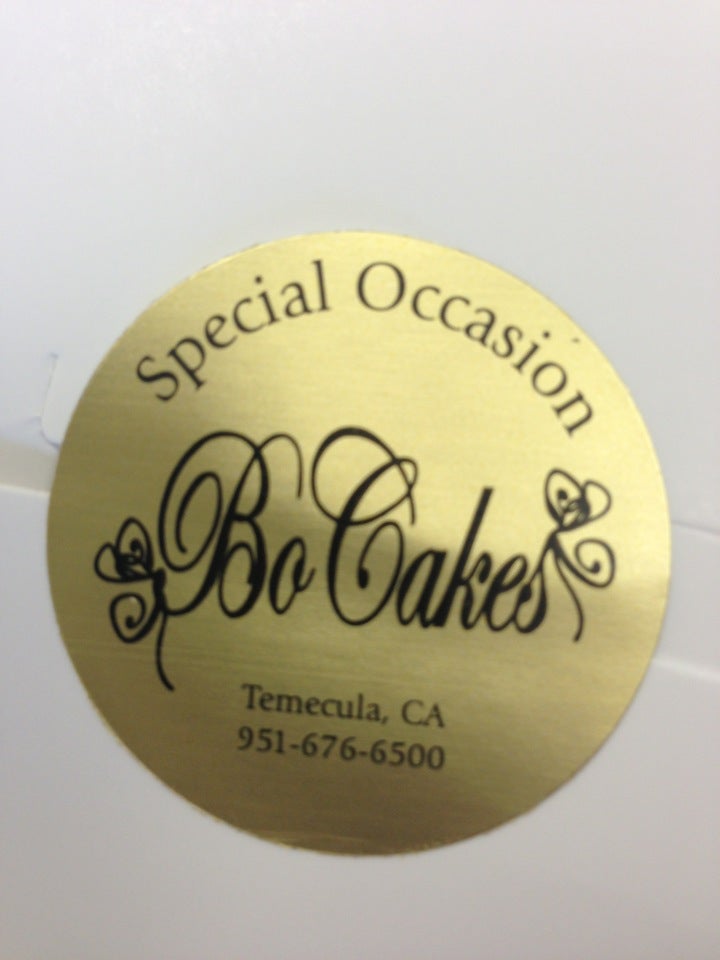 Special Occasion
Bo Cakes
Temecula, CA
951-676-6500